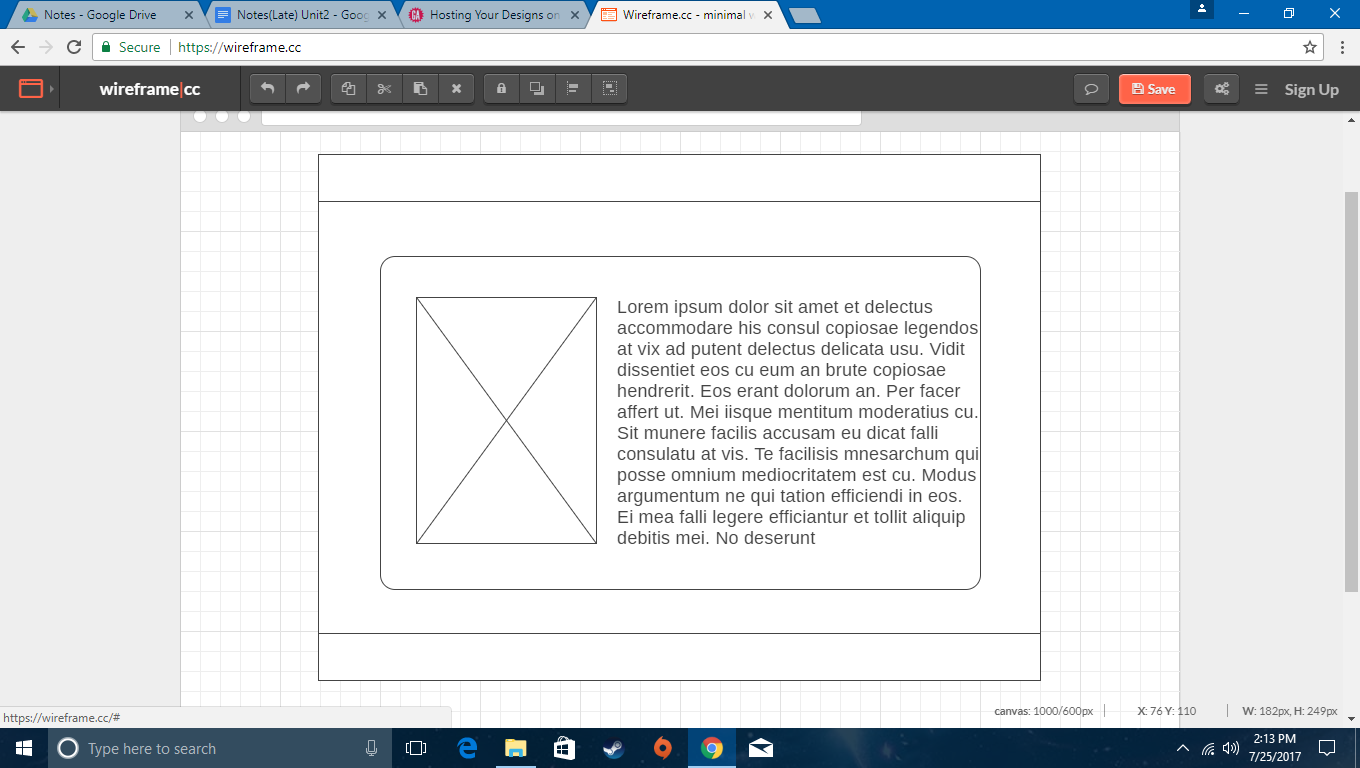 Notes - Google Drive
Notes(Late) Unit2 - Goog
Hosting Your Designs on
Wireframe.cc - minimal w
Secure
https://wireframe.cc
wireframe|cc
Save
Sign Up
Lorem ipsum dolor sit amet et delectus
accommodare his consul copiosae legendos
at vix ad putent delectus delicata usu. Vidit
dissentiet eos cu eum an brute copiosae
hendrerit. Eos erant dolorum an. Per facer
affert ut. Mei iisque mentitum moderatius cu.
Sit munere facilis accusam eu dicat falli
consulatu at vis. Te facilisis mnesarchum qui
posse omnium mediocritatem est cu. Modus
argumentum ne qui tation efficiendi in eos.
Ei mea falli legere efficiantur et tollit aliquip
debitis mei. No deserunt
canvas: 1000/600px
X: 76 Y: 110
W: 182px, H: 249px
https://wireframe.cc/#
Type here to search
2:13 PM
7/25/2017